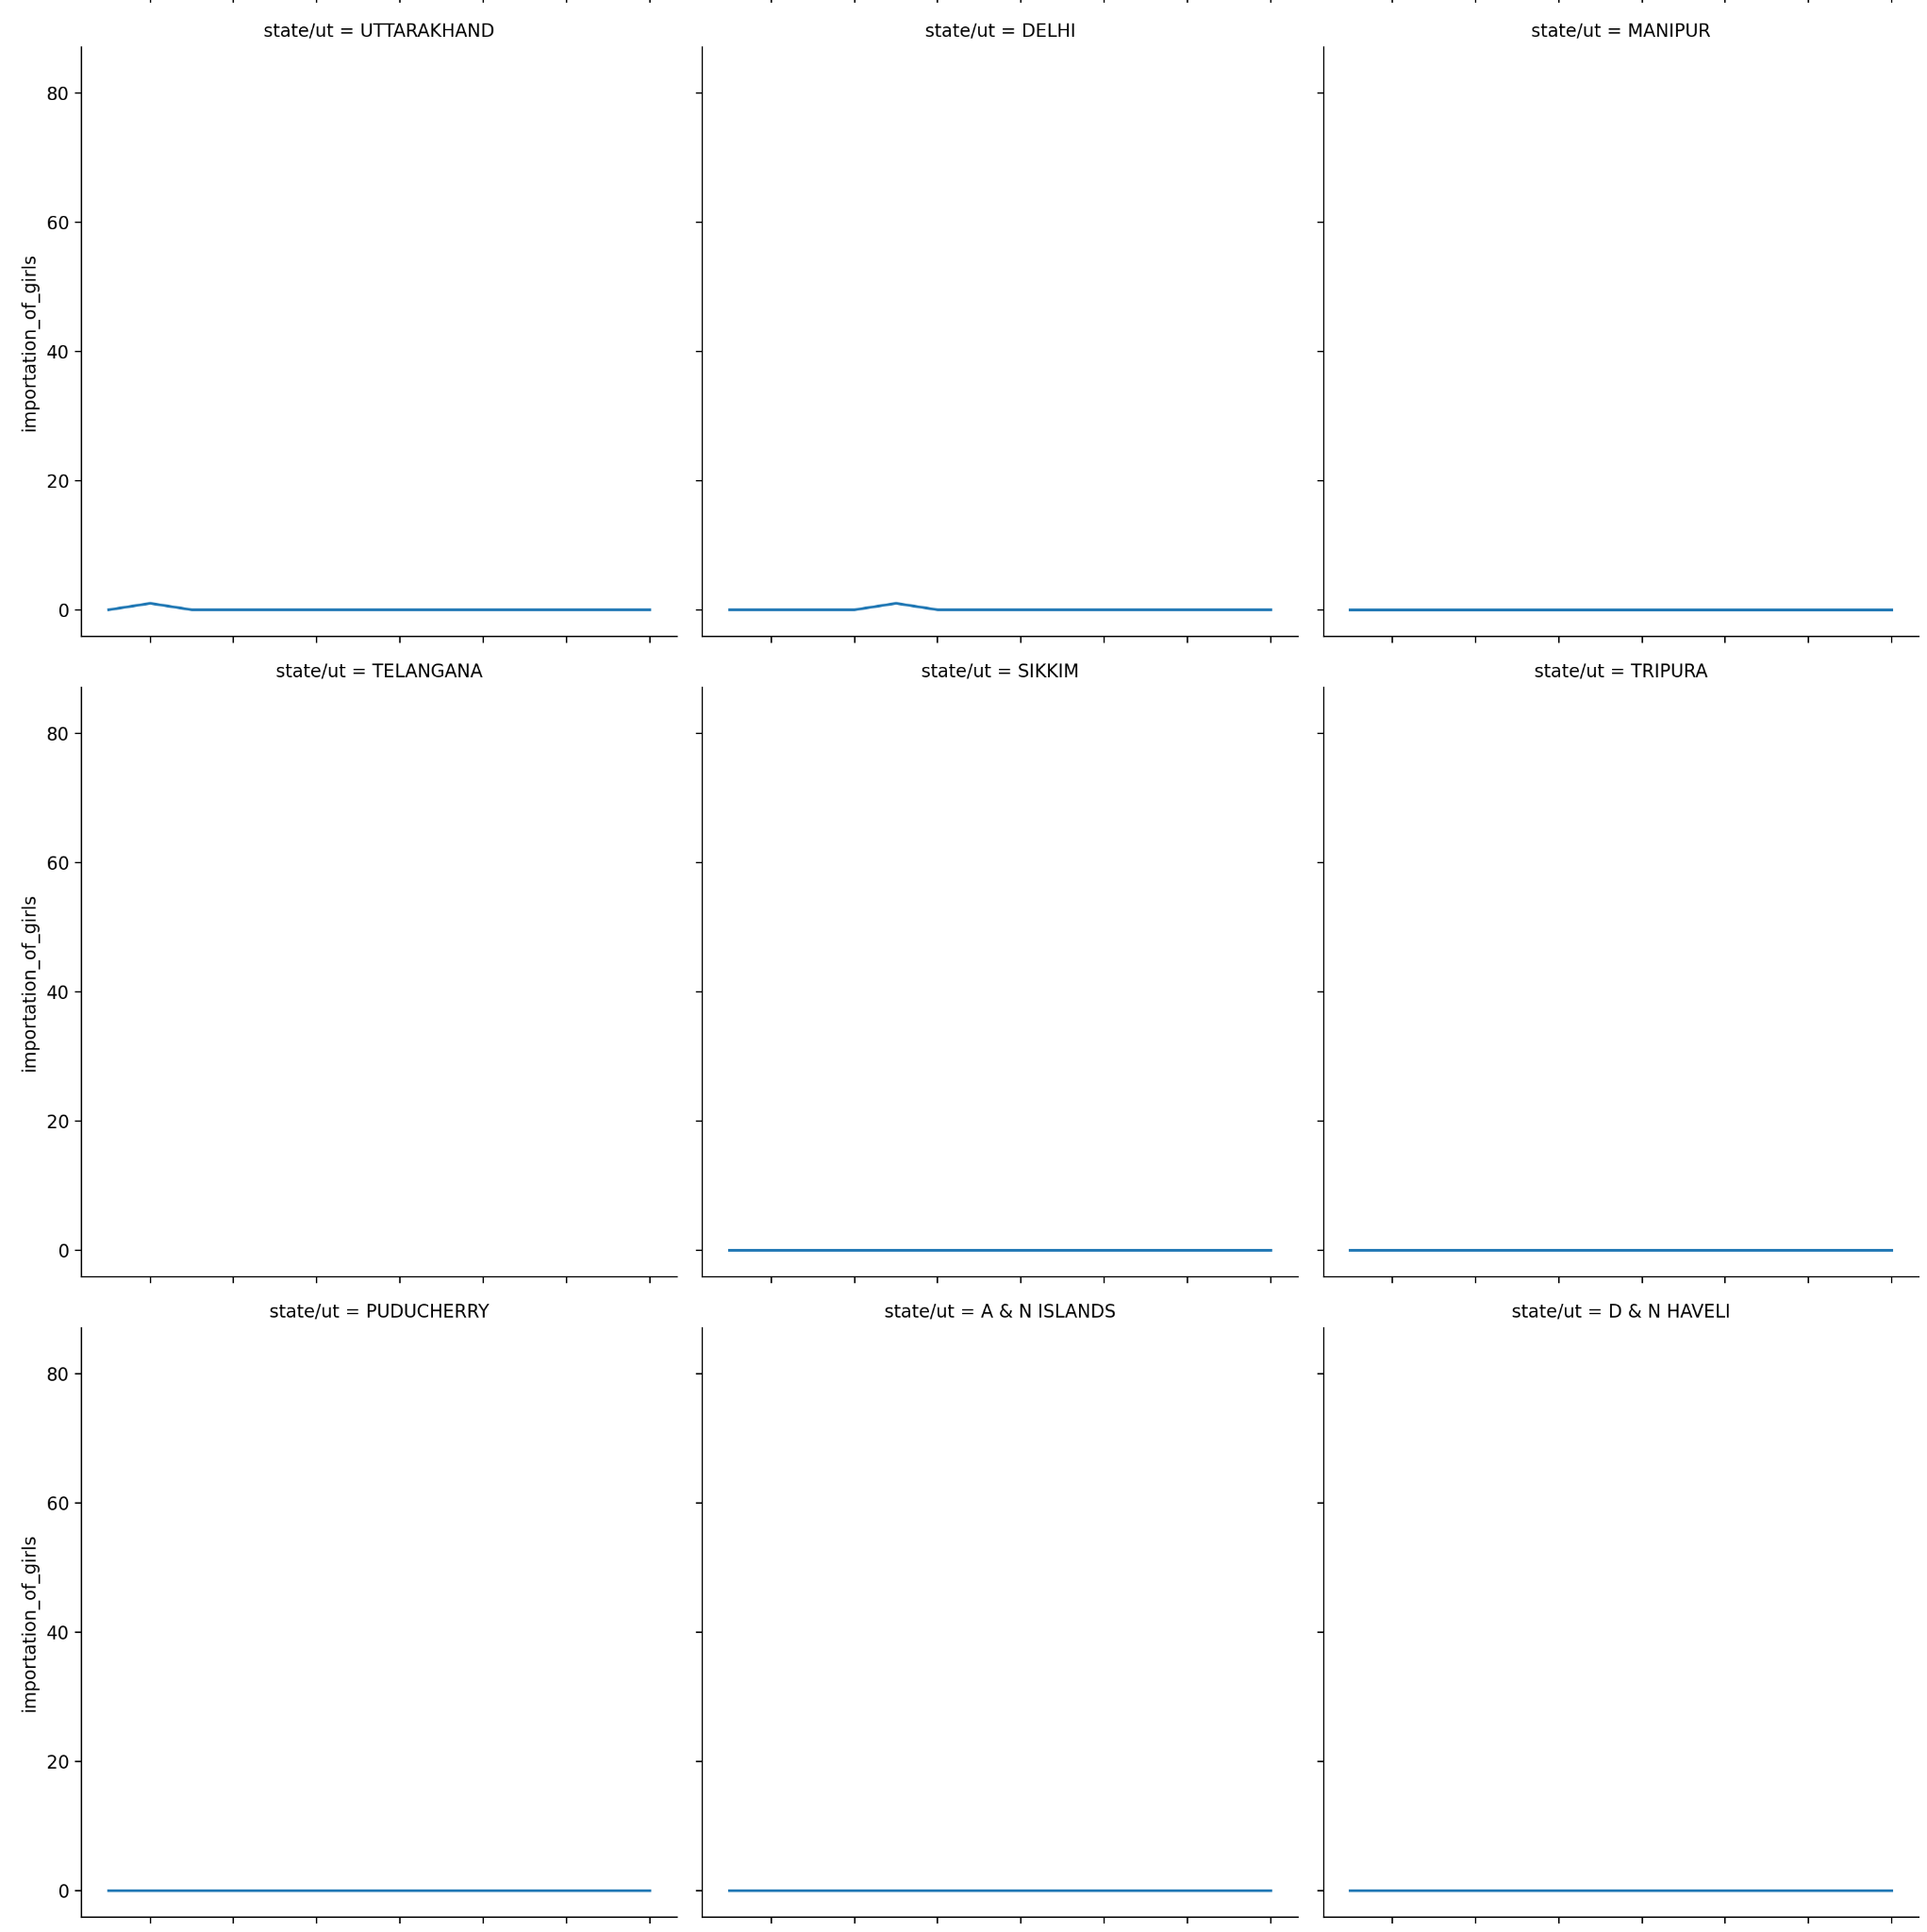 state/ut = UTTARAKHAND
state/ut = DELHI
state/ut = MANIPUR
80
60
40
20
0
importation_of_girls
state/ut = TELANGANA
state/ut = SIKKIM
state/ut = TRIPURA
80
60
40
20
0
importation_of_girls
state/ut = PUDUCHERRY
state/ut = A & N ISLANDS
state/ut = D & N HAVELI
80
60
40
20
0
importation_of_girls